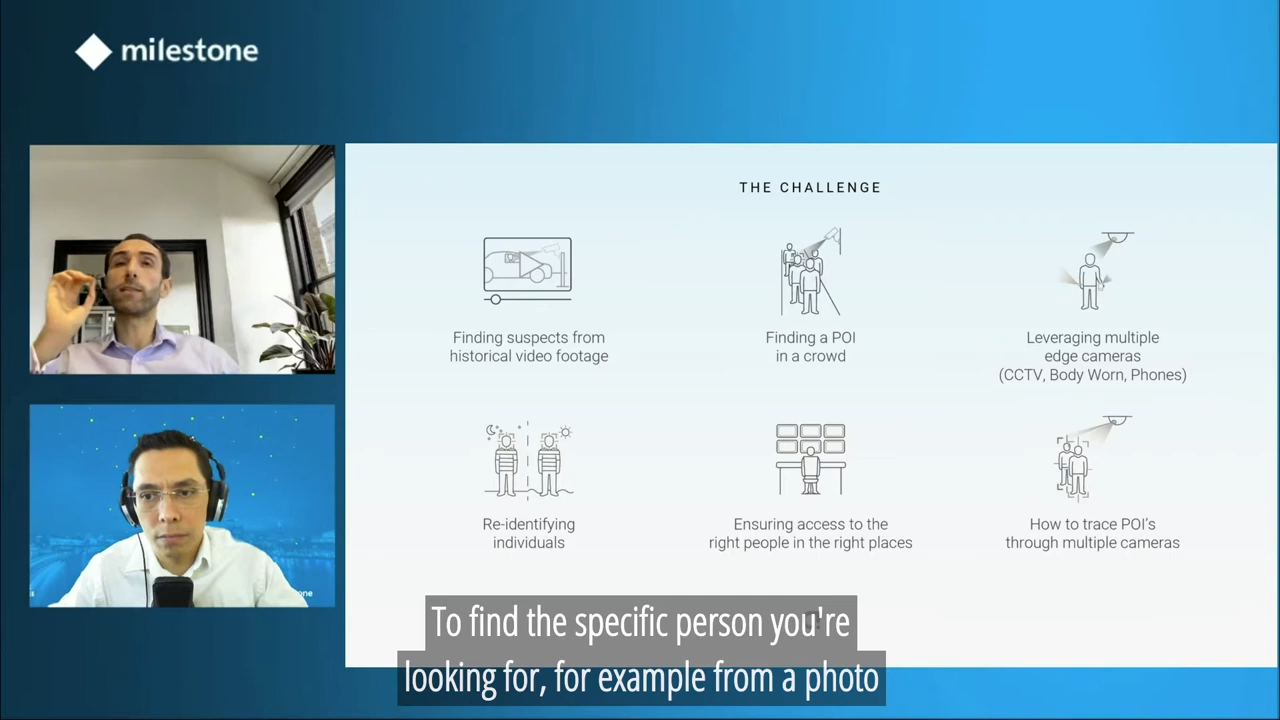 milestone
THE CHALLENGE
Finding suspects from
historical video footage
Finding a POI
in a crowd
Leveraging multiple
edge cameras
(CCTV, Body Worn, Phones)
Re-identifying
individuals
Ensuring access to the
right people in the right places
How to trace POI's
through multiple cameras
one
To find the specific person you're
looking for, for example from a photo